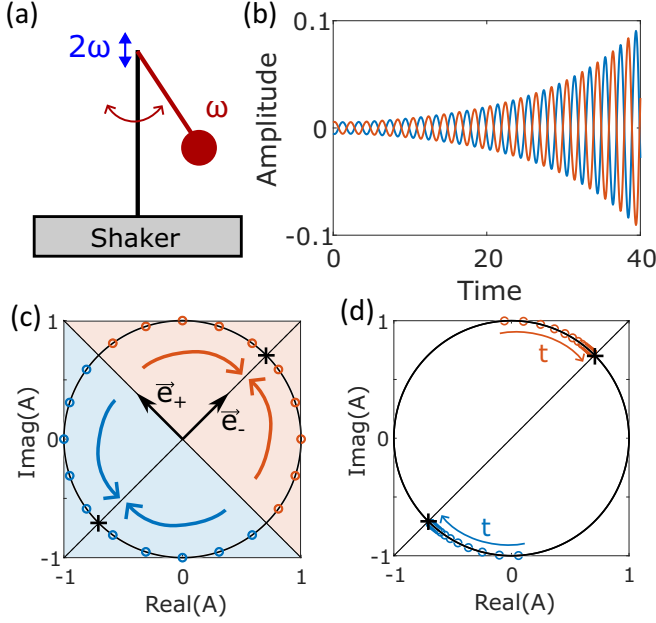 (a)
2ω
ω
Shaker
(b)
Amplitude
0.1
0
-0.1
0
20
40
Time
(c)
Imag(A)
1
0
-1
-1
0
1
Real(A)
e₊
e₋
(d)
Imag(A)
1
0
-1
-1
0
1
Real(A)
t
t